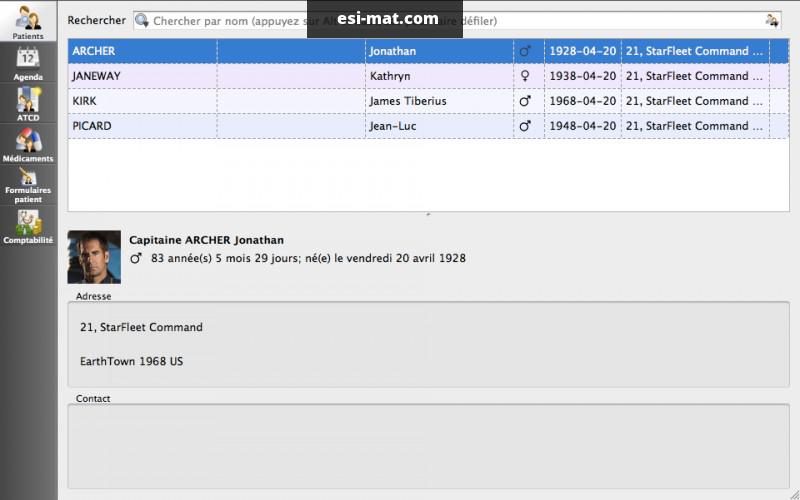 esi-mat.com
Patients
Agenda
ATCD
Médicaments
Formulaires
patient
Comptabilité
Rechercher
Chercher par nom (appuyez sur Al aire défiler)
ARCHER Jonathan ♂ 1928-04-20 21, StarFleet Command ...
JANEWAY Kathryn ♀ 1938-04-20 21, StarFleet Command ...
KIRK James Tiberius ♂ 1968-04-20 21, StarFleet Command ...
PICARD Jean-Luc ♂ 1948-04-20 21, StarFleet Command ...
Capitaine ARCHER Jonathan
♂ 83 année(s) 5 mois 29 jours; né(e) le vendredi 20 avril 1928
Adresse
21, StarFleet Command
EarthTown 1968 US
Contact